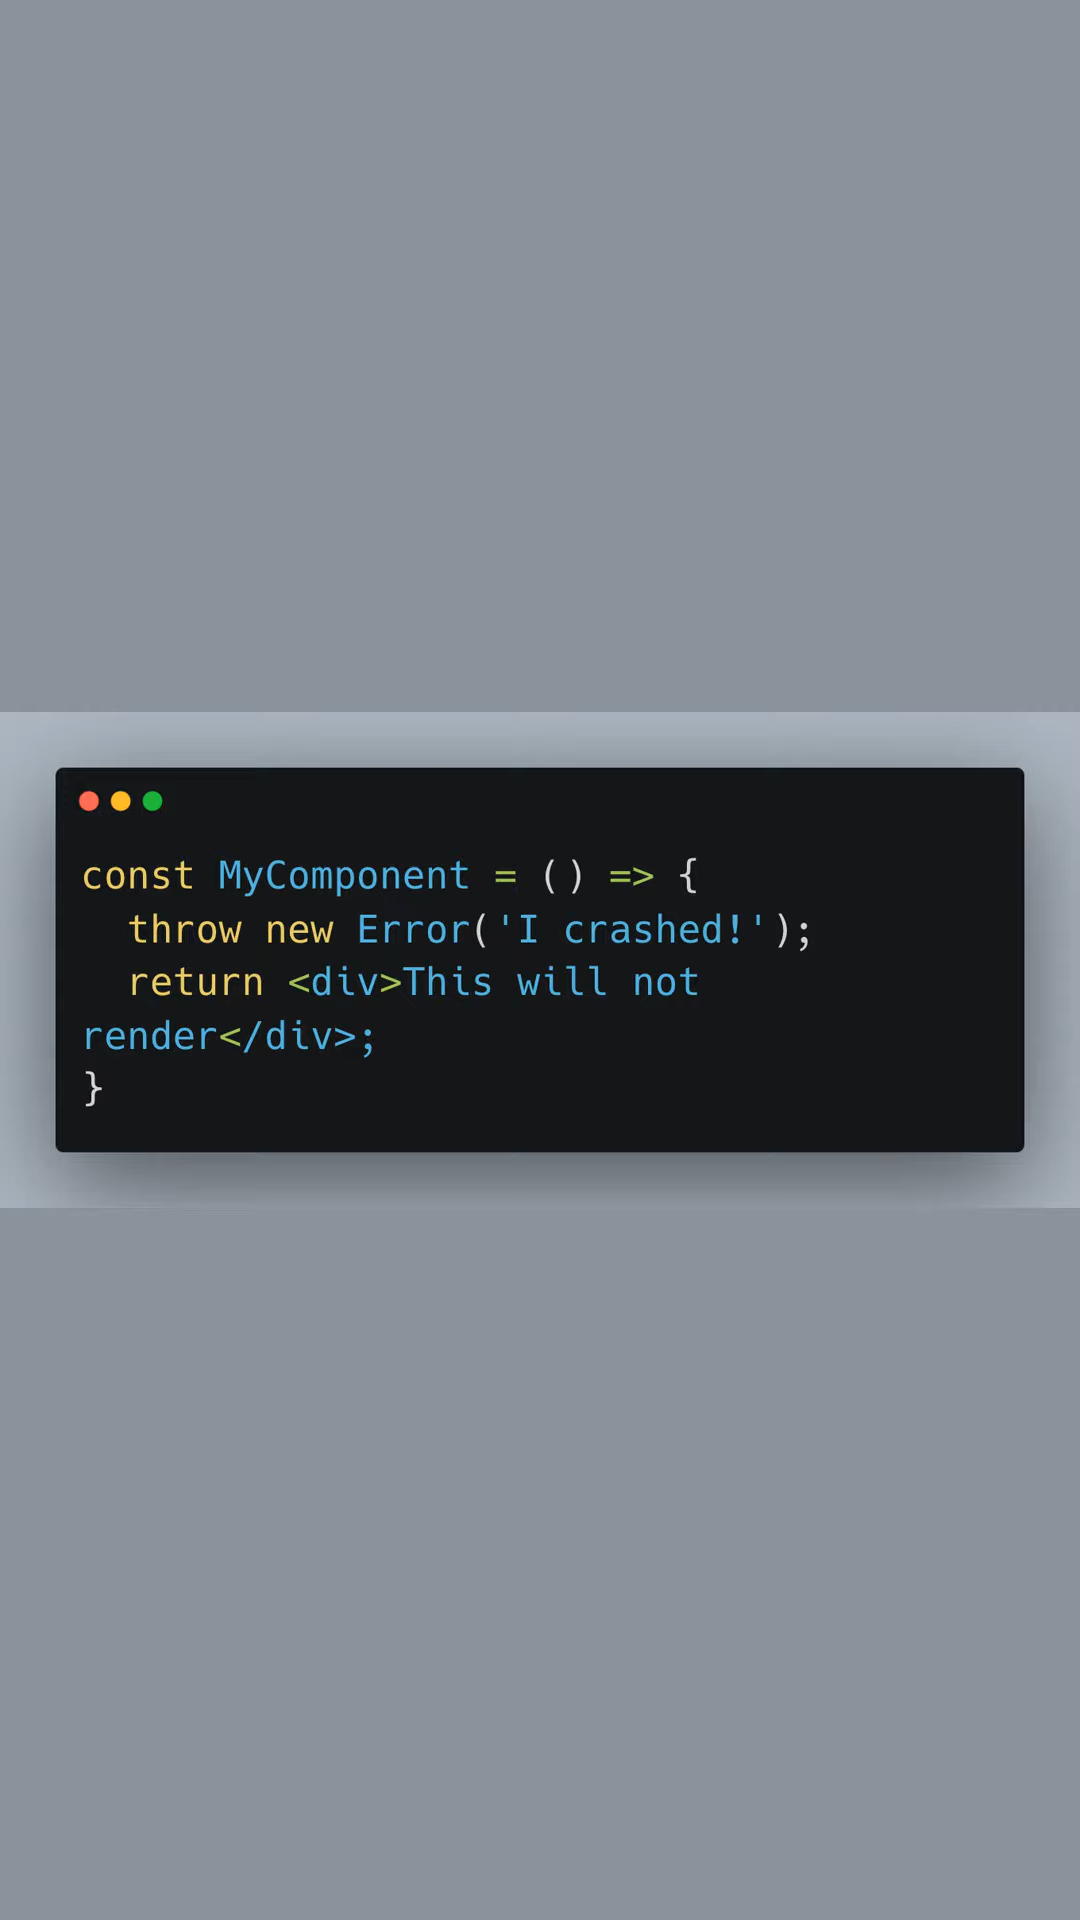 const MyComponent = () => {
  throw new Error('I crashed!');
  return <div>This will not
render</div>;
}